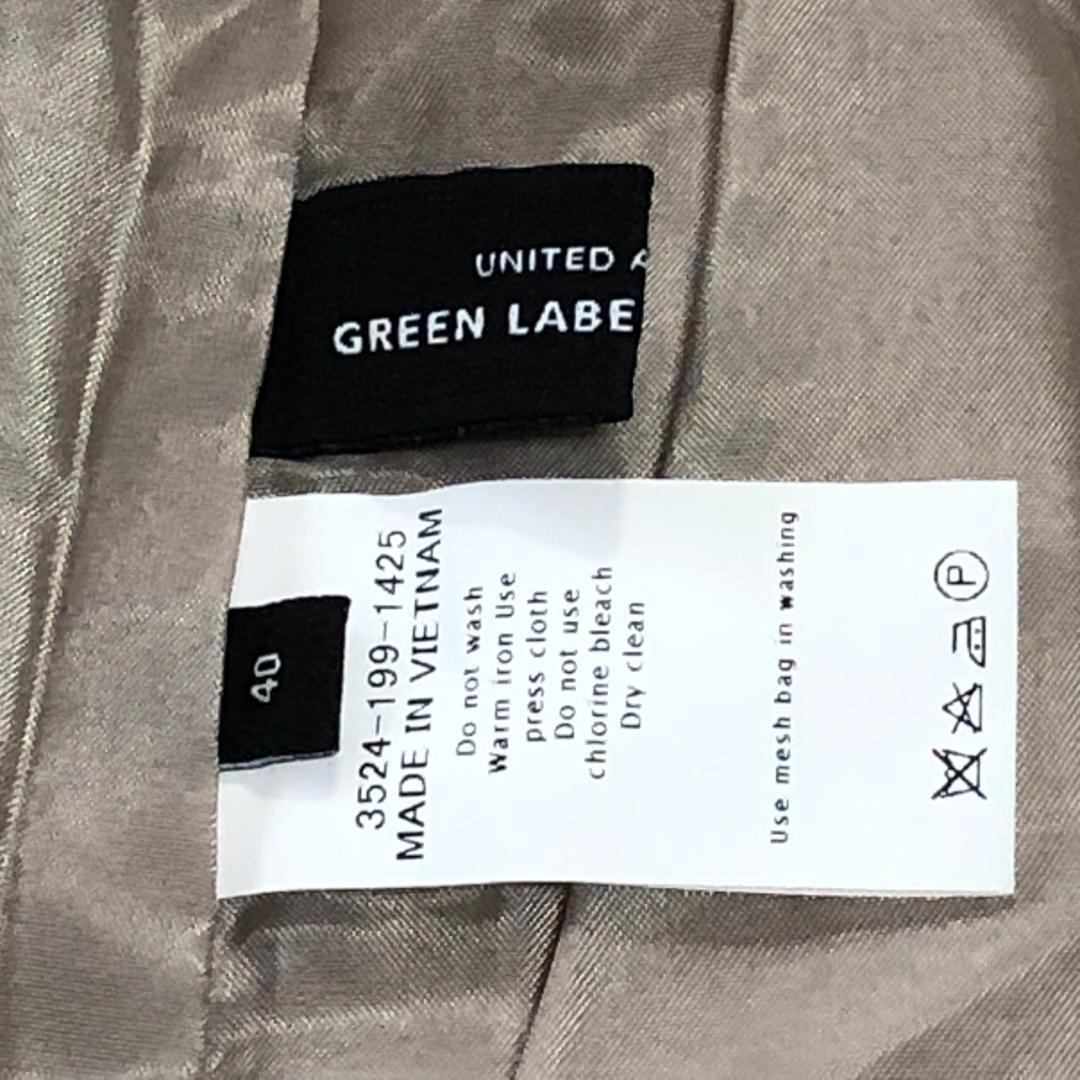 UNITED A
GREEN LABE
40
3524-199-1425
MADE IN VIETNAM
Do not wash
Warm iron Use
press cloth
Do not use
chlorine bleach
Dry clean
Use mesh bag in washing
P